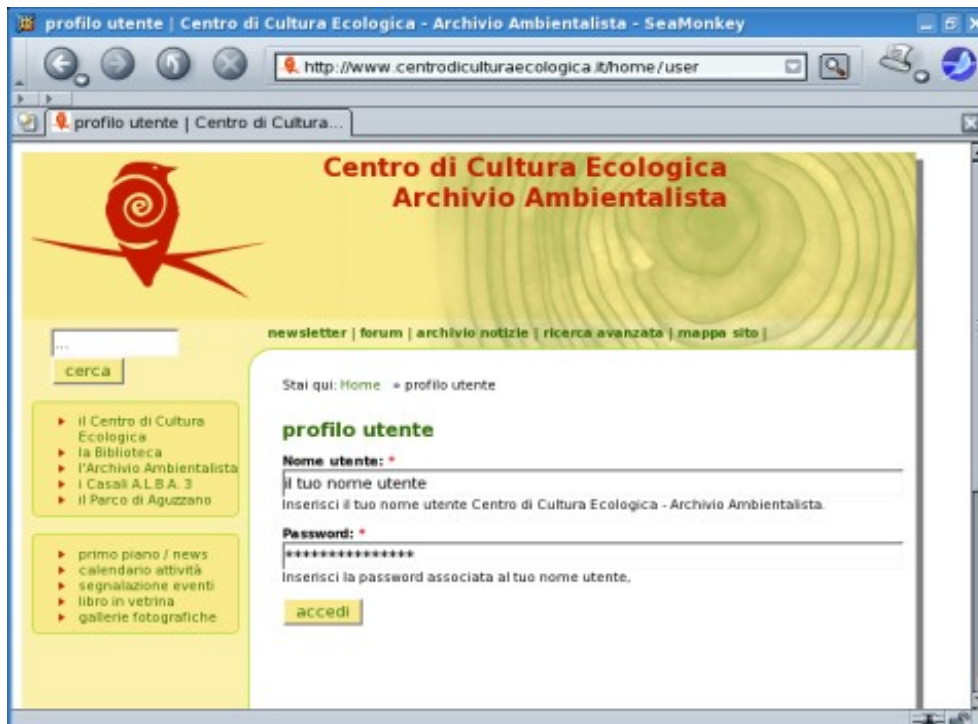 profilo utente | Centro di Cultura Ecologica - Archivio Ambientalista - SeaMonkey
http://www.centrodiculturaecologica.it/home/user
profilo utente | Centro di Cultura...
Centro di Cultura Ecologica
Archivio Ambientalista
newsletter | forum | archivio notizie | ricerca avanzata | mappa sito |
...
cerca
il Centro di Cultura
Ecologica
la Biblioteca
l'Archivio Ambientalista
i Casali A.L.B.A. 3
il Parco di Aguzzano
primo piano / news
calendario attività
segnalazione eventi
libro in vetrina
gallerie fotografiche
Stai qui: Home » profilo utente
profilo utente
Nome utente: *
il tuo nome utente
Inserisci il tuo nome utente Centro di Cultura Ecologica - Archivio Ambientalista.
Password: *
***************
Inserisci la password associata al tuo nome utente.
accedi